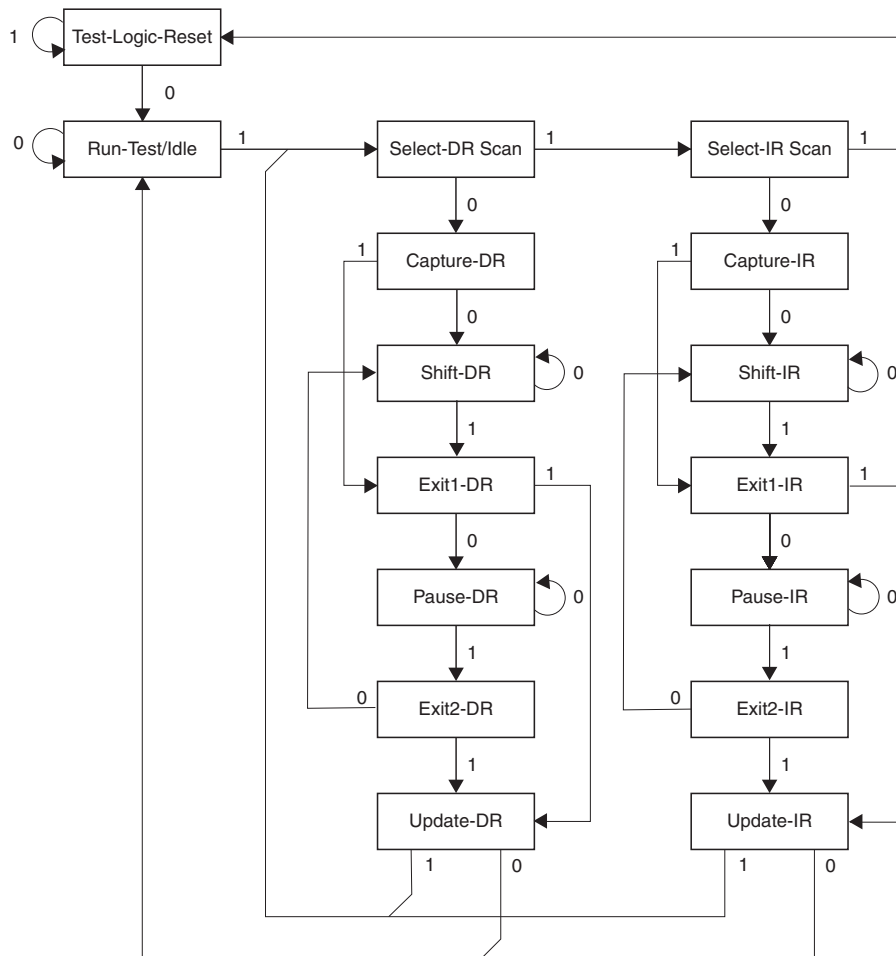 1 Test-Logic-Reset
0
0 Run-Test/Idle 1 Select-DR Scan 1 Select-IR Scan 1
0 0
1 Capture-DR 1 Capture-IR
0 0
Shift-DR 0 Shift-IR 0
1 1
Exit1-DR 1 Exit1-IR 1
0 0
Pause-DR 0 Pause-IR 0
1 1
0 Exit2-DR 0 Exit2-IR
1 1
Update-DR Update-IR
1 0 1 0